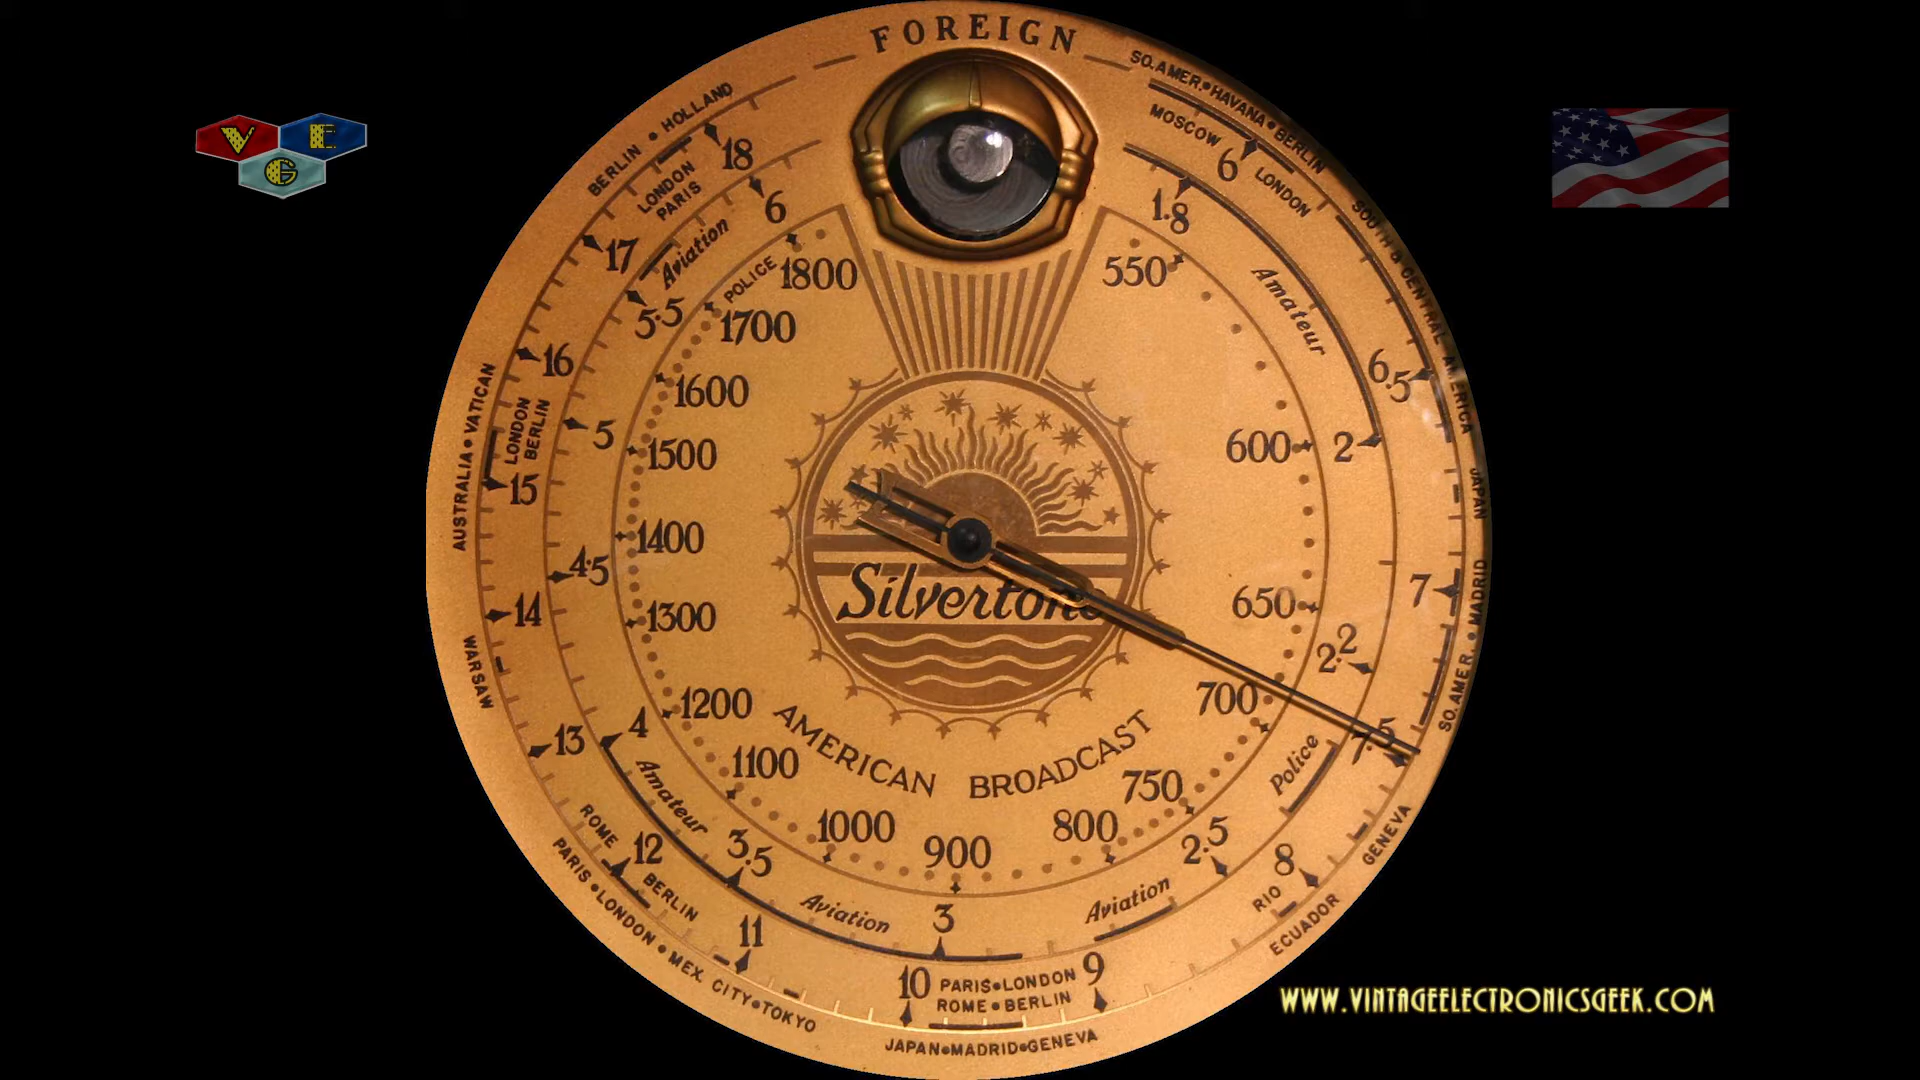 FOREIGN
SO.AMER.•HAVANA•BERLIN
MOSCOW
6
LONDON
SOUTH & CENTRAL AMERICA
6.5
JAPAN
7
SO.AMER.•MADRID
7.5
GENEVA
8
RIO
ECUADOR
9
PARIS•LONDON
ROME•BERLIN
10
JAPAN•MADRID•GENEVA
11
BERLIN
12
ROME
PARIS•LONDON•MEX. CITY•TOKYO
13
WARSAW
14
15
LONDON
BERLIN
AUSTRALIA•VATICAN
16
17
LONDON
PARIS
18
BERLIN•HOLLAND
1.8
Amateur
2
2.2
Police
2.5
Aviation
3
Aviation
3.5
Amateur
4
4.5
5
5.5
Aviation
6
550
600
650
700
750
800
900
1000
1100
1200
1300
1400
1500
1600
1700
POLICE
1800
Silvertone
AMERICAN BROADCAST
V E
G
WWW.VINTAGEELECTRONICSGEEK.COM